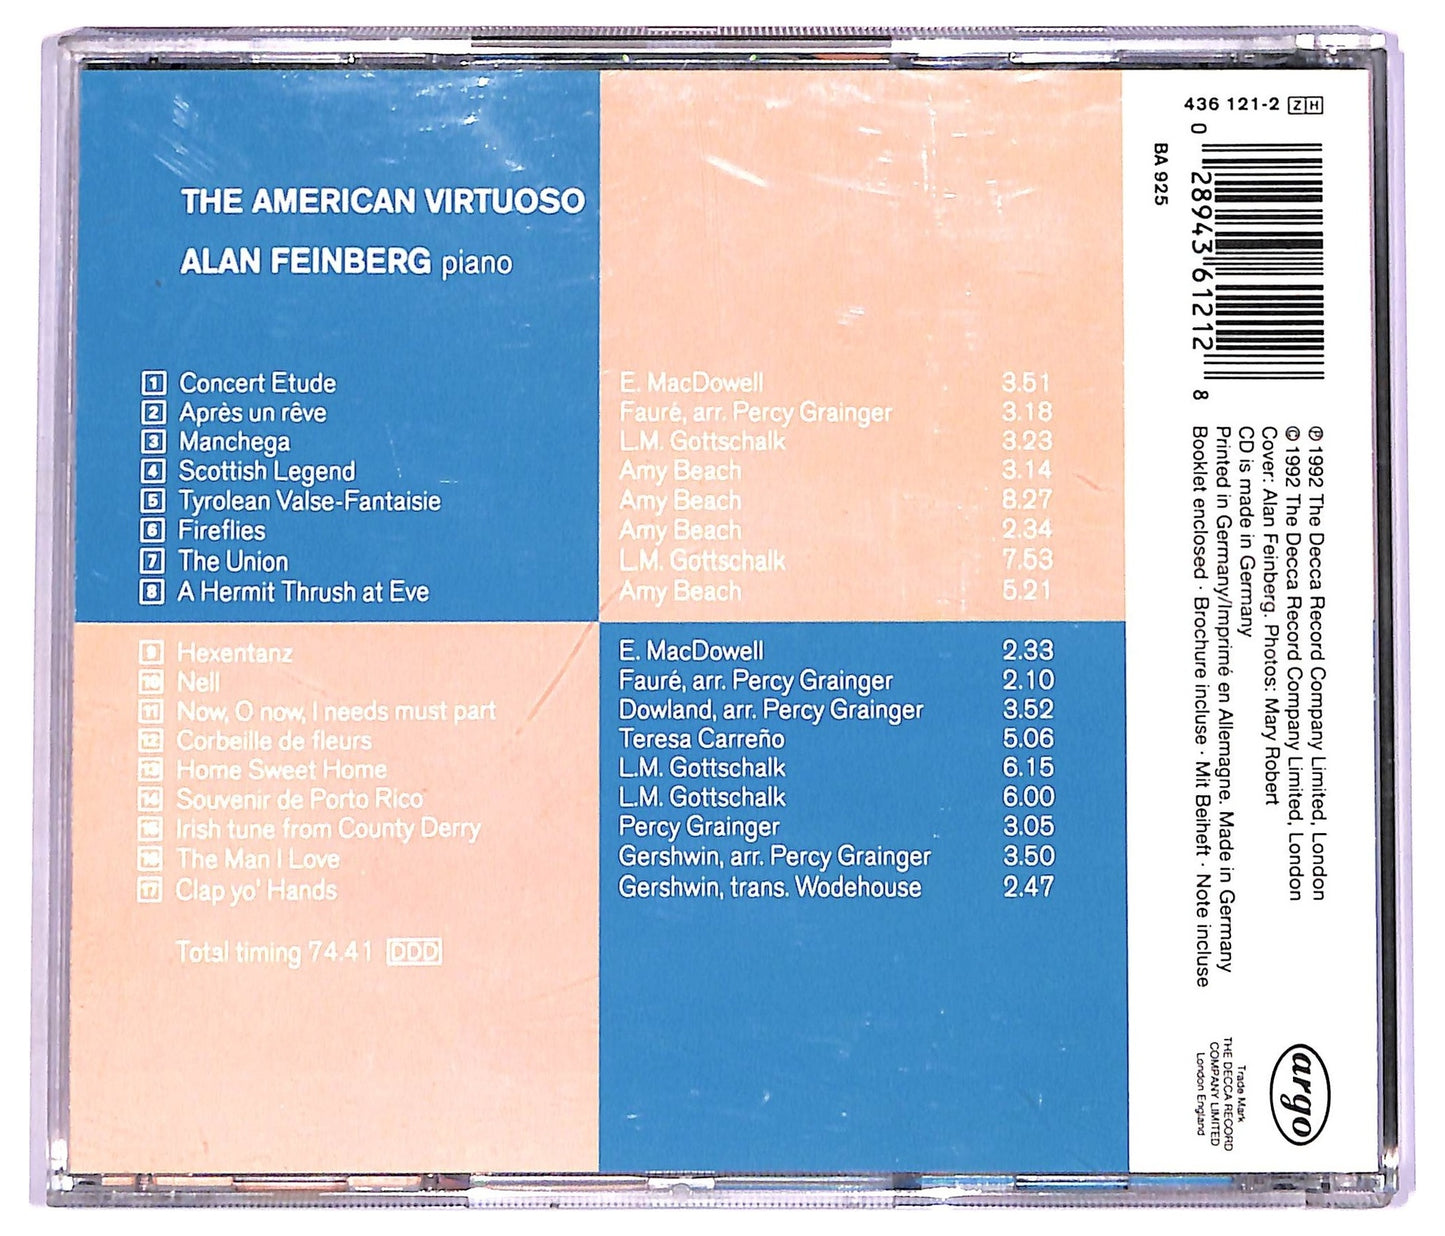 THE AMERICAN VIRTUOSO
ALAN FEINBERG piano
1 Concert Etude E. MacDowell 3.51
2 Après un rêve Fauré, arr. Percy Grainger 3.18
3 Manchega L.M. Gottschalk 3.23
4 Scottish Legend Amy Beach 3.14
5 Tyrolean Valse-Fantaisie Amy Beach 8.27
6 Fireflies Amy Beach 2.34
7 The Union L.M. Gottschalk 7.53
8 A Hermit Thrush at Eve Amy Beach 5.21
9 Hexentanz E. MacDowell 2.33
10 Nell Fauré, arr. Percy Grainger 2.10
11 Now, O now, I needs must part Dowland, arr. Percy Grainger 3.52
12 Corbeille de fleurs Teresa Carreño 5.06
13 Home Sweet Home L.M. Gottschalk 6.15
14 Souvenir de Porto Rico L.M. Gottschalk 6.00
15 Irish tune from County Derry Percy Grainger 3.05
16 The Man I Love Gershwin, arr. Percy Grainger 3.50
17 Clap yo' Hands Gershwin, trans. Wodehouse 2.47
Total timing 74.41 DDD
436 121-2 ZH
0 28943 61212 8
BA 925
℗ 1992 The Decca Record Company Limited, London
© 1992 The Decca Record Company Limited, London
Cover: Alan Feinberg. Photos: Mary Robert
CD is made in Germany
Printed in Germany/Imprimé en Allemagne. Made in Germany
Booklet enclosed · Brochure incluse · Mit Beiheft · Note incluse
argo
Trade Mark
THE DECCA RECORD
COMPANY LIMITED
London England